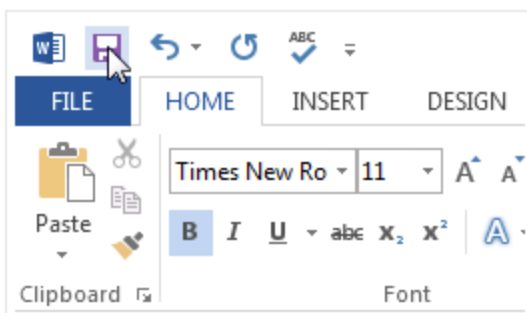 W ABC
FILE HOME INSERT DESIGN
Times New Ro 11 A A
Paste B I U abc X₂ X² A
Clipboard Font